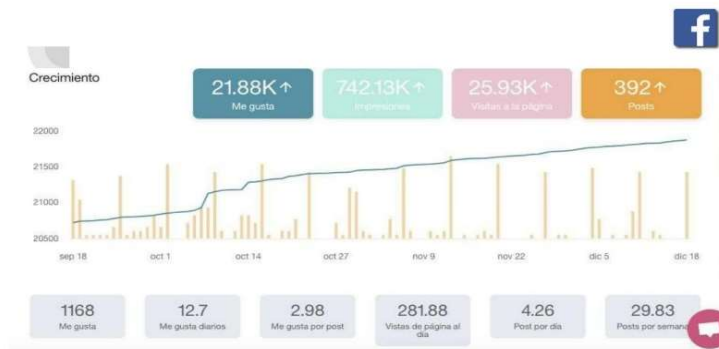 f
Crecimiento
21.88K↑
Me gusta
742.13K↑
Impresiones
25.93K↑
Visitas a la página
392↑
Posts
22000
21500
21000
20500
sep 18
oct 1
oct 14
oct 27
nov 9
nov 22
dic 5
dic 18
1168
Me gusta
12.7
Me gusta diarios
2.98
Me gusta por post
281.88
Vistas de página al
día
4.26
Post por día
29.83
Posts por semana